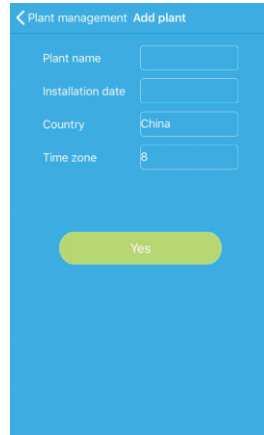 Plant management Add plant
Plant name
Installation date
Country China
Time zone 8
Yes